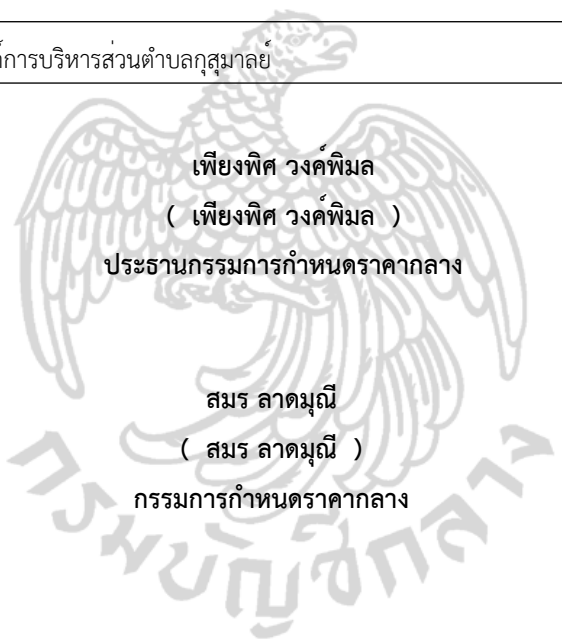 การบริหารส่วนตำบลกุสุมาลย์
เพียงพิศ วงค์พิมล
( เพียงพิศ วงค์พิมล )
ประธานกรรมการกำหนดราคากลาง
สมร ลาดมุณี
( สมร ลาดมุณี )
กรรมการกำหนดราคากลาง
กรมบัญชีกลาง